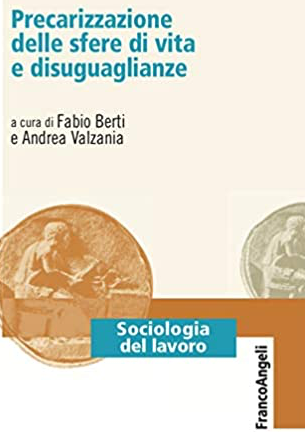 Precarizzazione
delle sfere di vita
e disuguaglianze
a cura di Fabio Berti
e Andrea Valzania
Sociologia
del lavoro
FrancoAngeli